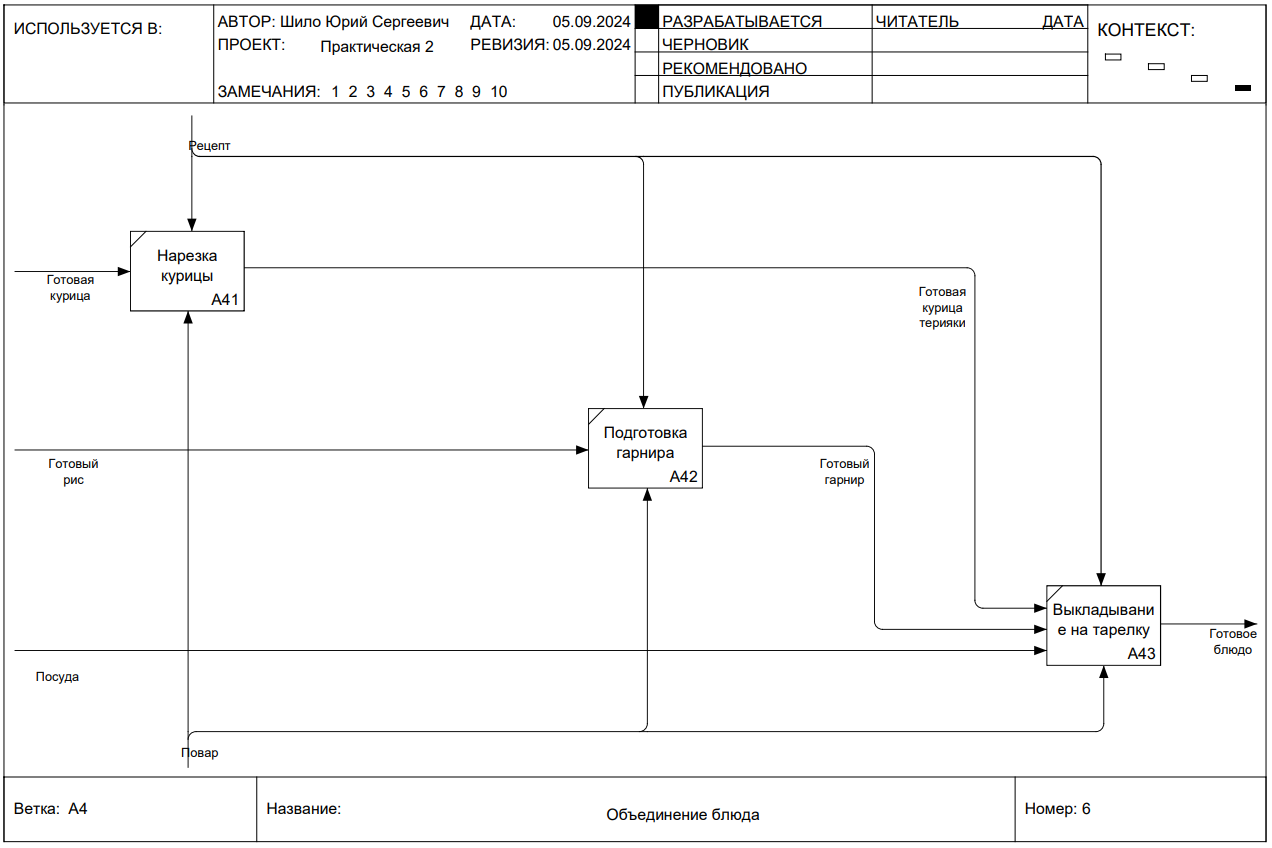 ИСПОЛЬЗУЕТСЯ В:
АВТОР: Шило Юрий Сергеевич ДАТА: 05.09.2024
ПРОЕКТ: Практическая 2 РЕВИЗИЯ: 05.09.2024
ЗАМЕЧАНИЯ: 1 2 3 4 5 6 7 8 9 10
РАЗРАБАТЫВАЕТСЯ
ЧЕРНОВИК
РЕКОМЕНДОВАНО
ПУБЛИКАЦИЯ
ЧИТАТЕЛЬ ДАТА
КОНТЕКСТ:
Рецепт
Нарезка
курицы
A41
Готовая
курица
Готовая
курица
терияки
Подготовка
гарнира
A42
Готовый
рис
Готовый
гарнир
Выкладывани
е на тарелку
A43
Готовое
блюдо
Посуда
Повар
Ветка: A4
Название:
Объединение блюда
Номер: 6